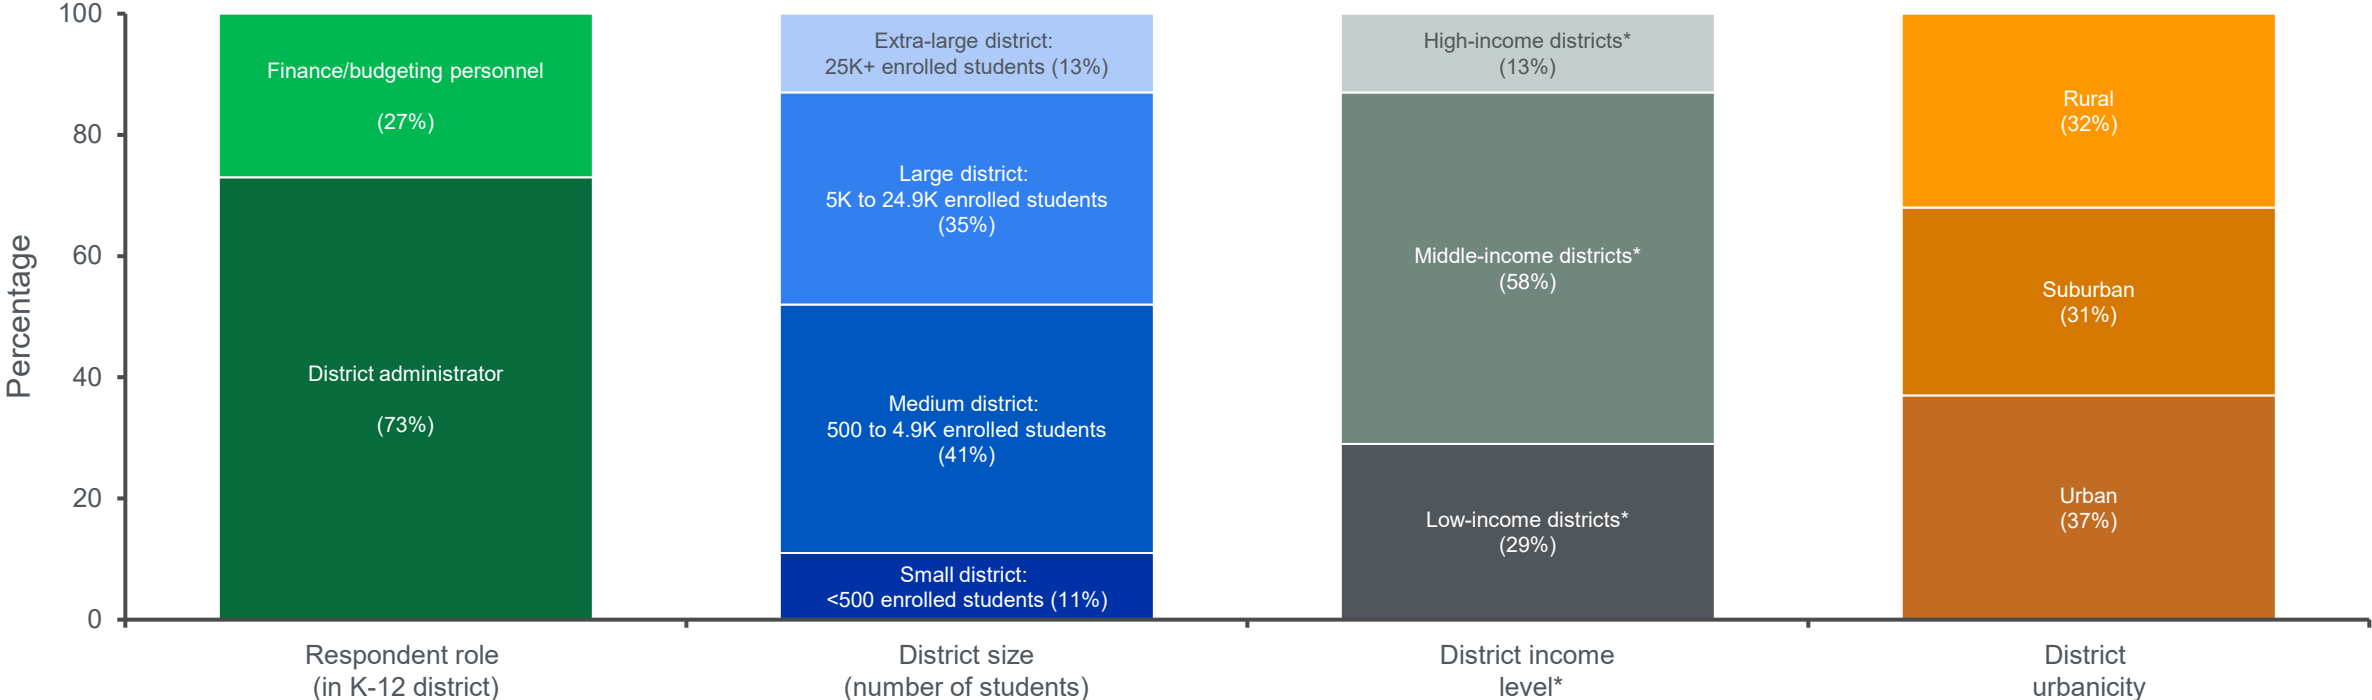 Percentage
100
80
60
40
20
0
Finance/budgeting personnel
(27%)
District administrator
(73%)
Respondent role
(in K-12 district)
Extra-large district:
25K+ enrolled students (13%)
Large district:
5K to 24.9K enrolled students
(35%)
Medium district:
500 to 4.9K enrolled students
(41%)
Small district:
<500 enrolled students (11%)
District size
(number of students)
High-income districts*
(13%)
Middle-income districts*
(58%)
Low-income districts*
(29%)
District income
level*
Rural
(32%)
Suburban
(31%)
Urban
(37%)
District
urbanicity